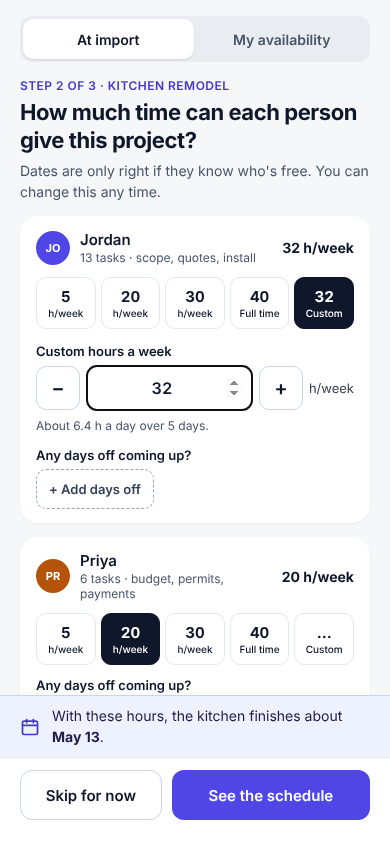 At import
My availability
STEP 2 OF 3 · KITCHEN REMODEL
How much time can each person
give this project?
Dates are only right if they know who's free. You can
change this any time.
JO
Jordan
13 tasks · scope, quotes, install
32 h/week
5
h/week
20
h/week
30
h/week
40
Full time
32
Custom
Custom hours a week
−
32
+
h/week
About 6.4 h a day over 5 days.
Any days off coming up?
+ Add days off
PR
Priya
6 tasks · budget, permits,
payments
20 h/week
5
h/week
20
h/week
30
h/week
40
Full time
...
Custom
Any days off coming up?
With these hours, the kitchen finishes about
May 13.
Skip for now
See the schedule